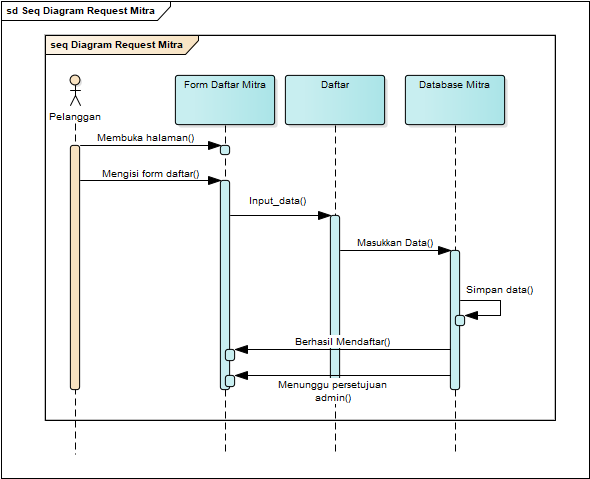 sd Seq Diagram Request Mitra
seq Diagram Request Mitra
Pelanggan
Form Daftar Mitra
Daftar
Database Mitra
Membuka halaman()
Mengisi form daftar()
Input_data()
Masukkan Data()
Simpan data()
Berhasil Mendaftar()
Menunggu persetujuan
admin()